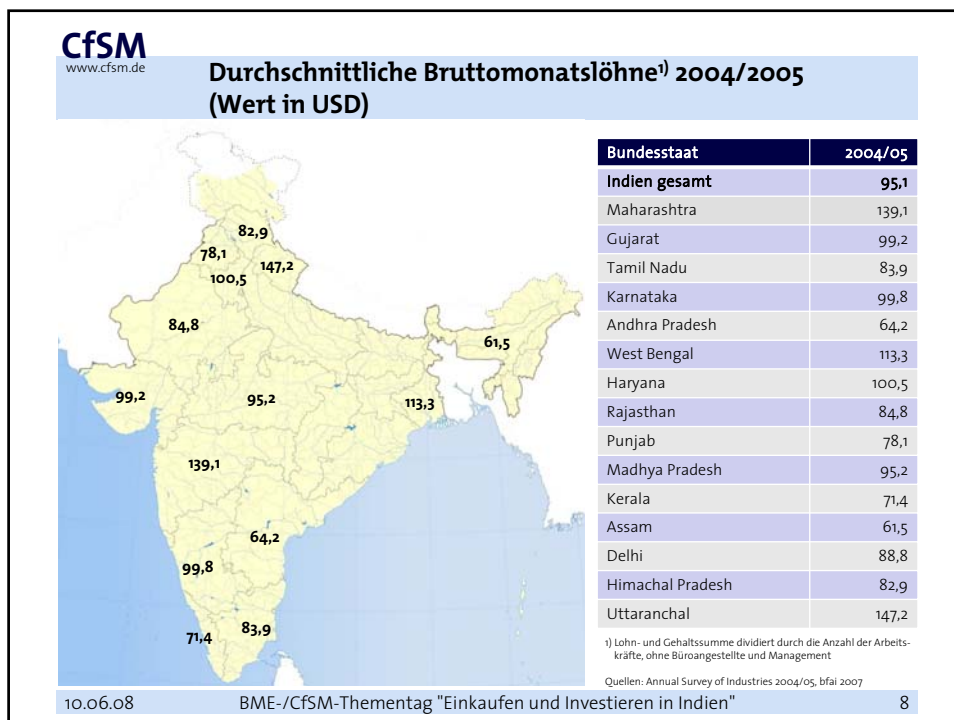 CfSM
www.cfsm.de
Durchschnittliche Bruttomonatslöhne¹⁾ 2004/2005
(Wert in USD)
82,9
78,1
147,2
100,5
84,8
61,5
99,2
95,2
113,3
139,1
64,2
99,8
83,9
71,4
Bundesstaat 2004/05
Indien gesamt 95,1
Maharashtra 139,1
Gujarat 99,2
Tamil Nadu 83,9
Karnataka 99,8
Andhra Pradesh 64,2
West Bengal 113,3
Haryana 100,5
Rajasthan 84,8
Punjab 78,1
Madhya Pradesh 95,2
Kerala 71,4
Assam 61,5
Delhi 88,8
Himachal Pradesh 82,9
Uttaranchal 147,2
1) Lohn- und Gehaltssumme dividiert durch die Anzahl der Arbeits-
kräfte, ohne Büroangestellte und Management
Quellen: Annual Survey of Industries 2004/05, bfai 2007
10.06.08 BME-/CfSM-Thementag "Einkaufen und Investieren in Indien" 8